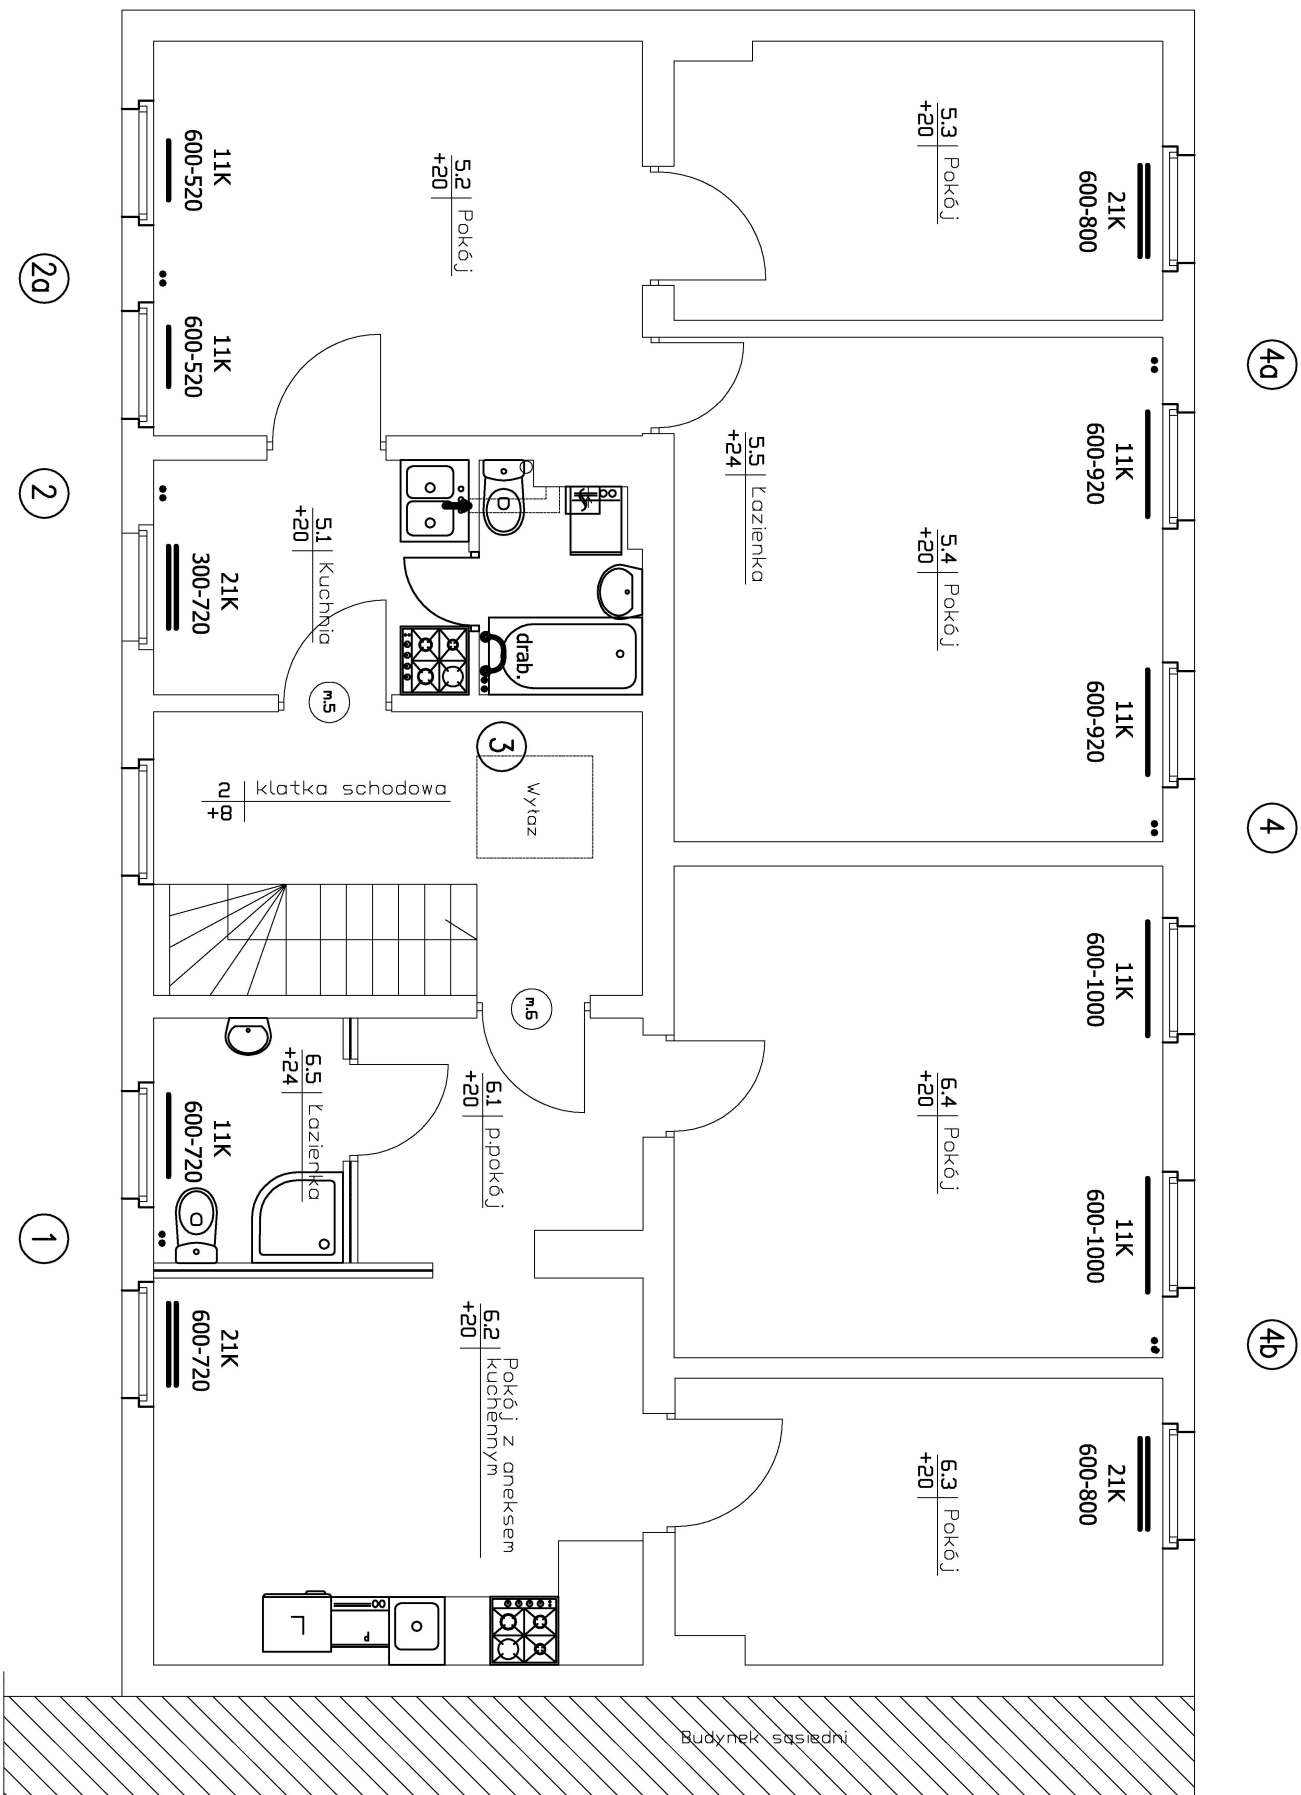 4a
4
4b
21K
600-800
11K
600-920
11K
600-920
11K
600-1000
11K
600-1000
21K
600-800
5.3 Pokój
+20
5.4 Pokój
+20
6.4 Pokój
+20
6.3 Pokój
+20
5.5 Łazienka
+24
Budynek sąsiedni
5.2 Pokój
+20
drab.
3
Wyłaz
m.6
6.1 p.pokój
+20
6.2 Pokój z aneksem
kuchennym
+20
5.1 Kuchnia
+20
m.5
6.5 Łazienka
+24
L
P
2 klatka schodowa
+8
11K
600-520
11K
600-520
21K
300-720
11K
600-720
21K
600-720
2a
2
1